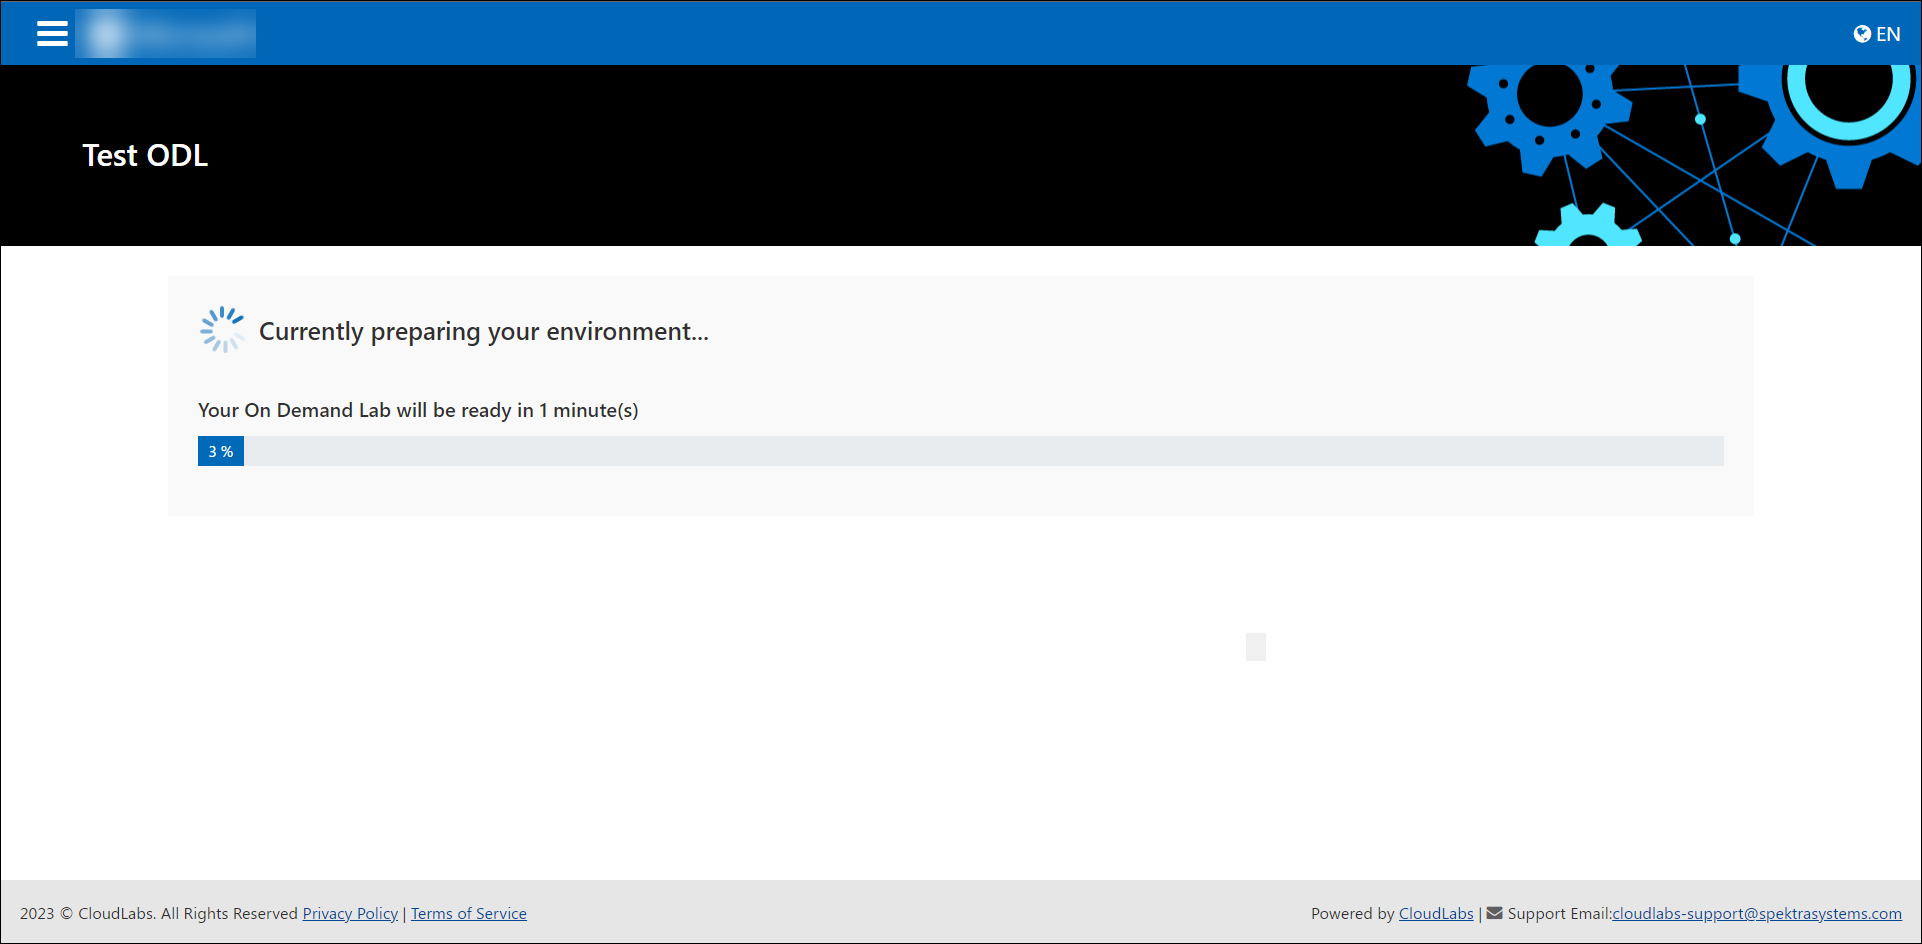 EN
Test ODL
Currently preparing your environment...
Your On Demand Lab will be ready in 1 minute(s)
3 %
2023 © CloudLabs. All Rights Reserved Privacy Policy | Terms of Service
Powered by CloudLabs | Support Email:cloudlabs-support@spektrasystems.com